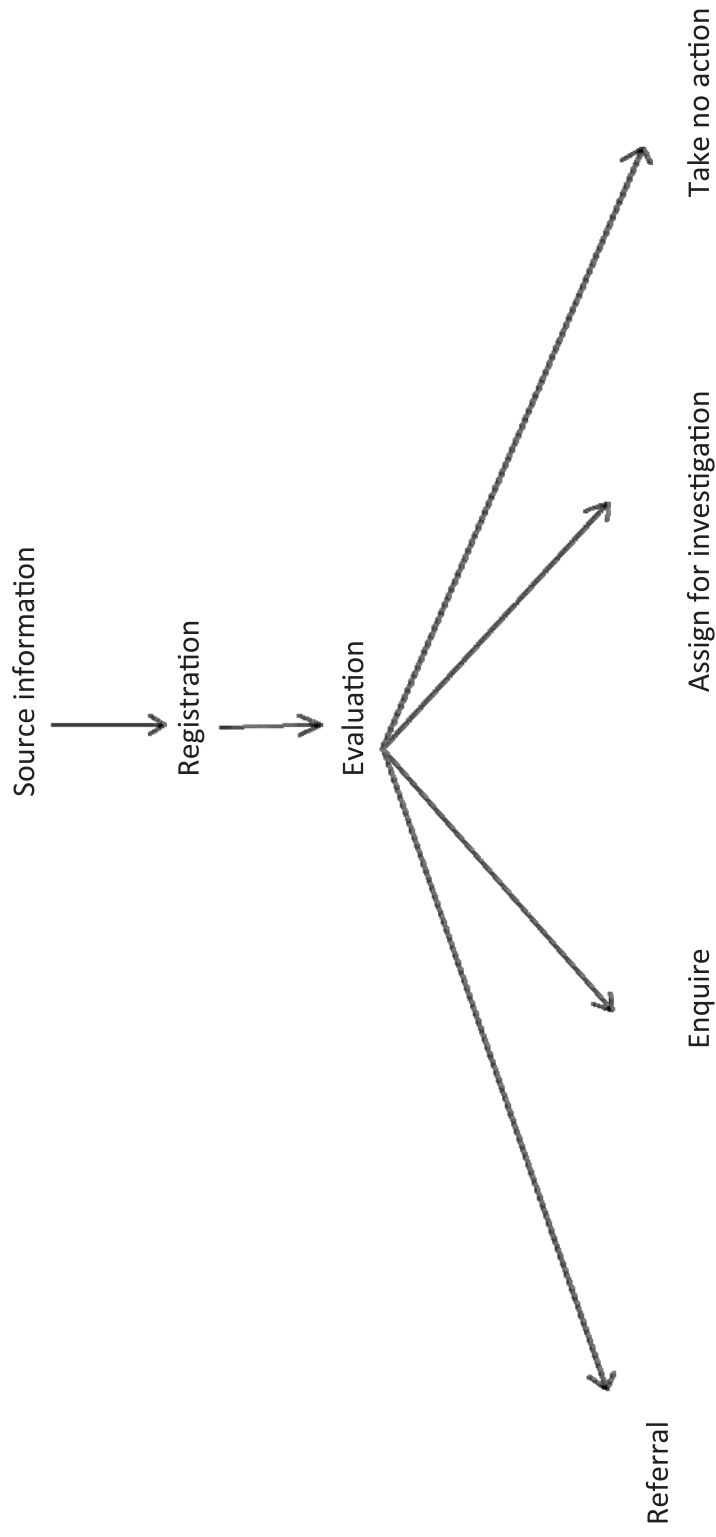 Source information
Registration
Evaluation
Referral
Enquire
Assign for investigation
Take no action